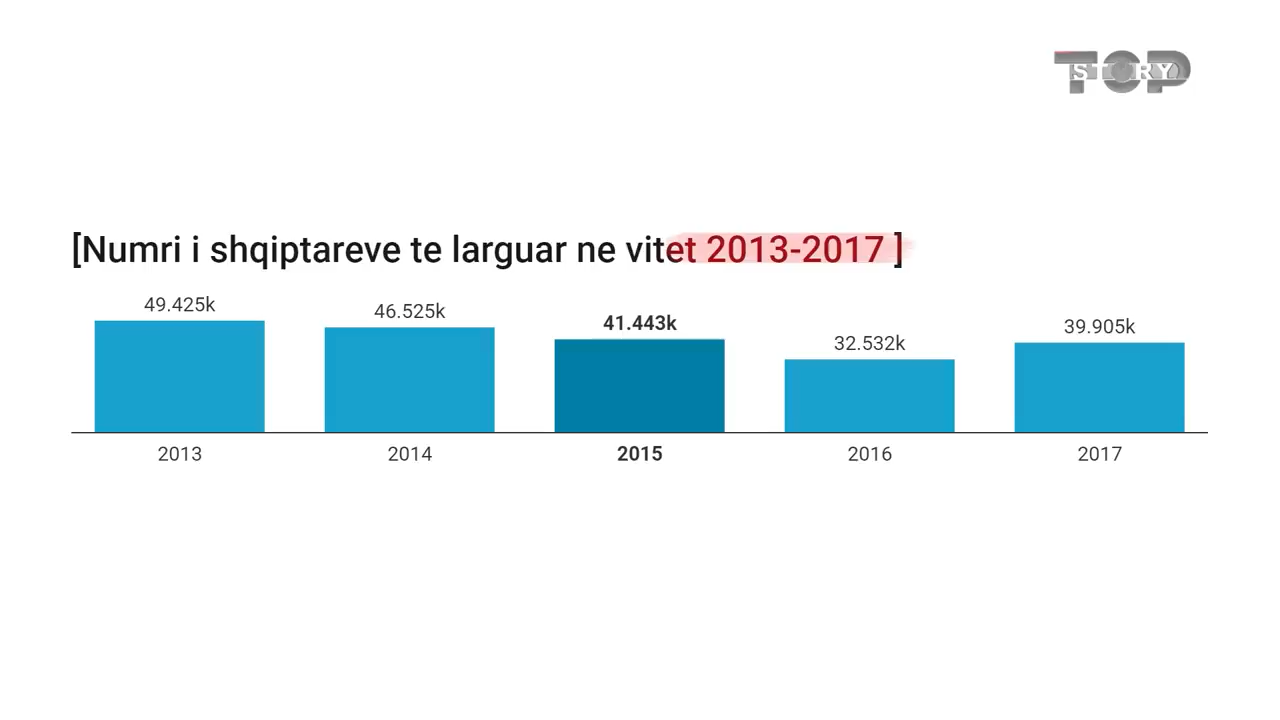 TOP
STORY
[Numri i shqiptareve te larguar ne vitet 2013-2017 ]
49.425k 46.525k 41.443k 32.532k 39.905k
2013 2014 2015 2016 2017